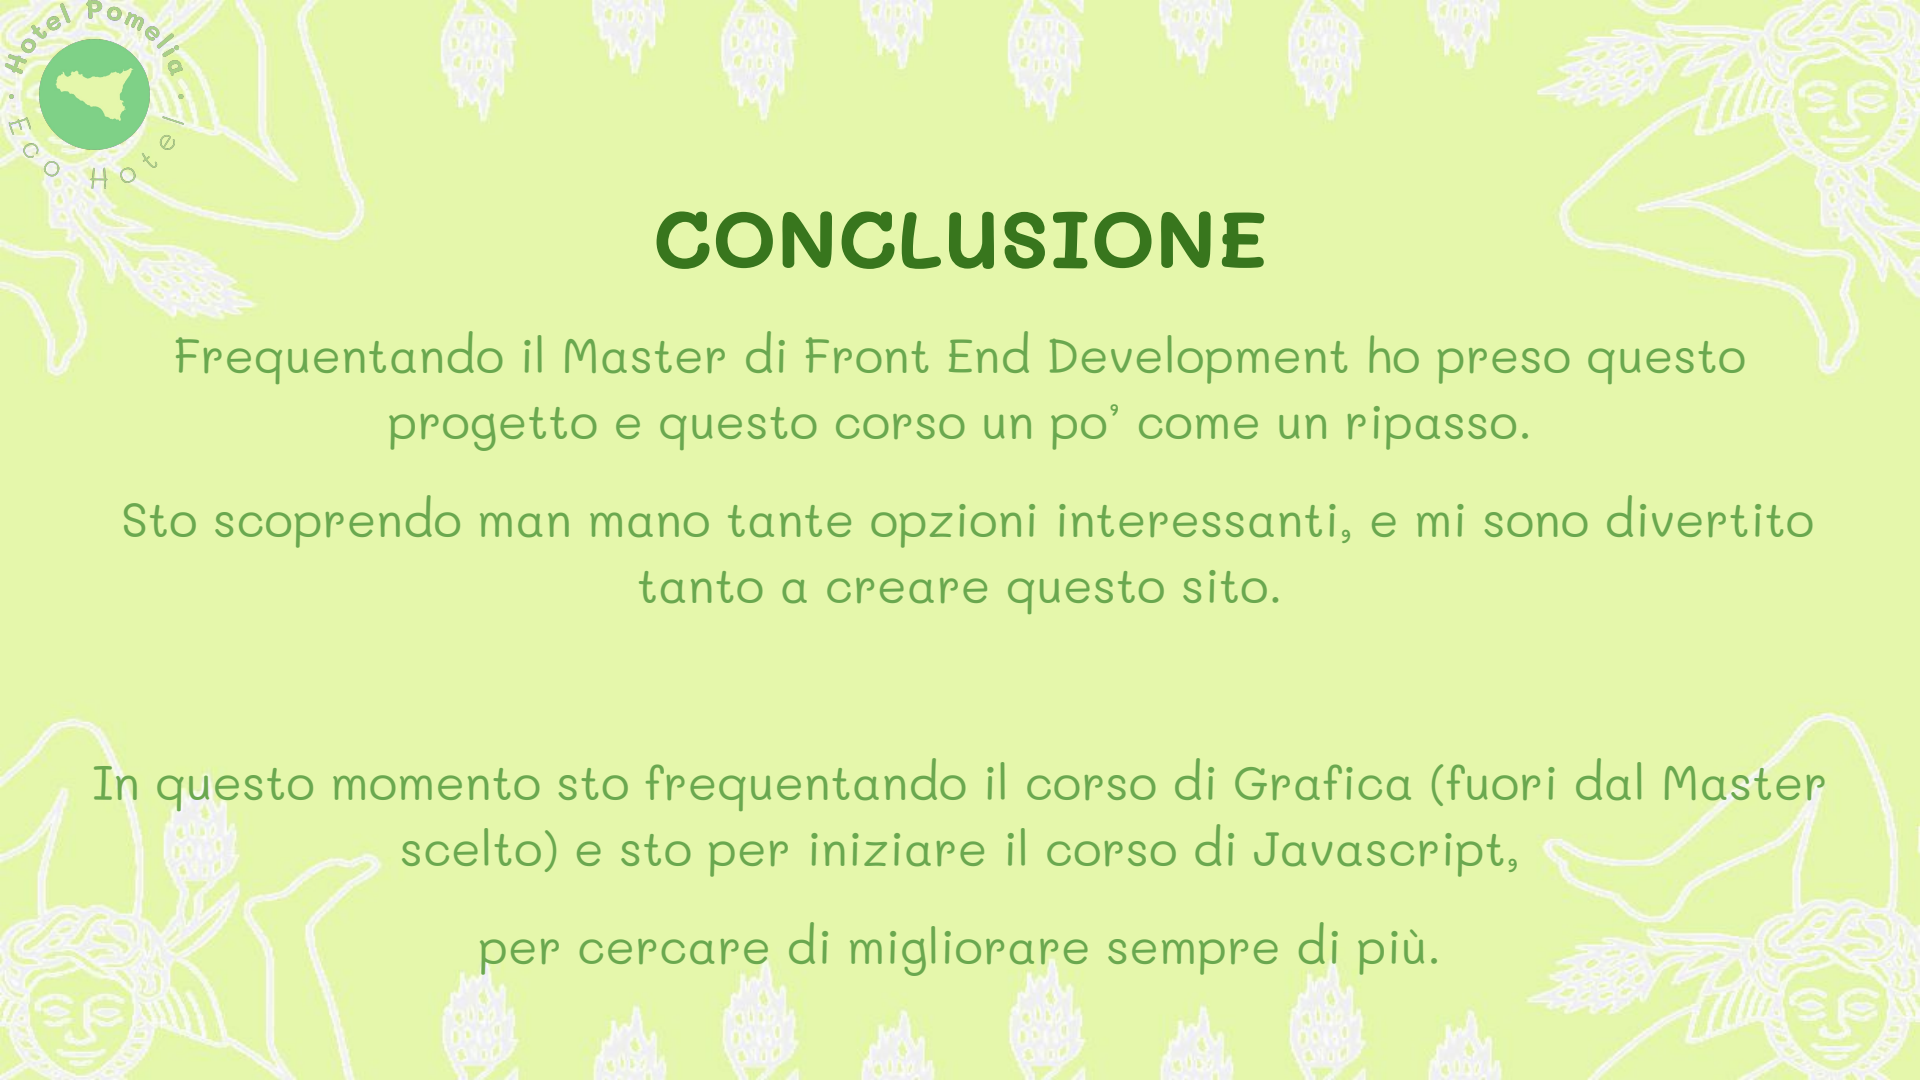 Hotel Pomelia
Eco Hotel
CONCLUSIONE
Frequentando il Master di Front End Development ho preso questo
progetto e questo corso un po’ come un ripasso.
Sto scoprendo man mano tante opzioni interessanti, e mi sono divertito
tanto a creare questo sito.
In questo momento sto frequentando il corso di Grafica (fuori dal Master
scelto) e sto per iniziare il corso di Javascript,
per cercare di migliorare sempre di più.